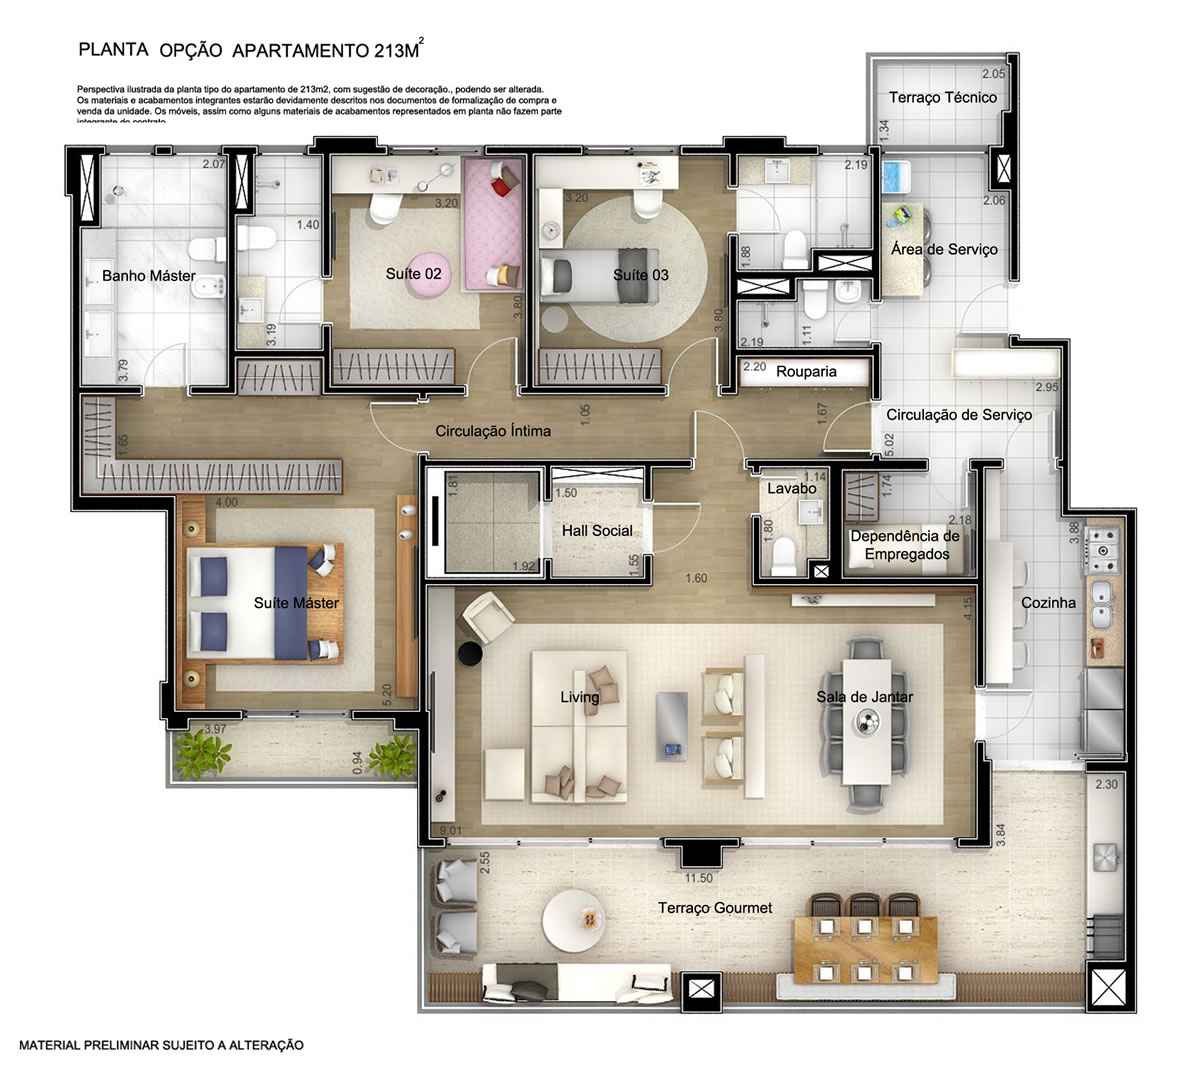 PLANTA OPÇÃO APARTAMENTO 213M²
Perspectiva ilustrada da planta tipo do apartamento de 213m2, com sugestão de decoração., podendo ser alterada.
Os materiais e acabamentos integrantes estarão devidamente descritos nos documentos de formalização de compra e
venda da unidade. Os móveis, assim como alguns materiais de acabamentos representados em planta não fazem parte
integrante do contrato
2.05
Terraço Técnico
1.34
2.07
2.19
2.06
3.20
3.20
1.40
Área de Serviço
1.88
Banho Máster
Suíte 02
Suíte 03
3.80
3.80
3.19
1.11
2.19
3.79
2.20
Rouparia
2.95
1.05
1.67
Circulação de Serviço
Circulação Íntima
1.65
5.02
1.81
1.14
1.74
Lavabo
1.50
4.00
2.18
Hall Social
1.80
Dependência de
Empregados
3.88
1.92
1.55
1.60
Suíte Máster
4.15
Cozinha
5.20
Living
Sala de Jantar
3.97
0.94
2.30
9.01
3.84
2.55
11.50
Terraço Gourmet
MATERIAL PRELIMINAR SUJEITO A ALTERAÇÃO